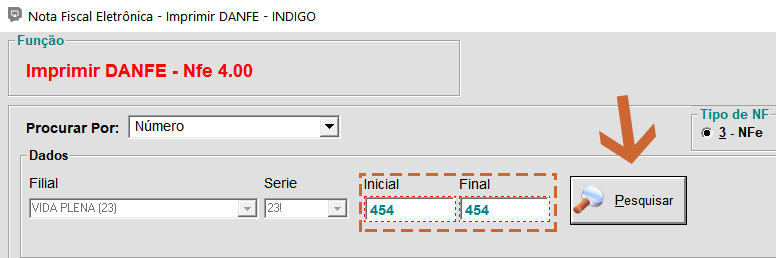 Nota Fiscal Eletrônica - Imprimir DANFE - INDIGO
Função
Imprimir DANFE - Nfe 4.00
Procurar Por: Número
Tipo de NF
3 - NFe
Dados
Filial Serie Inicial Final
VIDA PLENA (23) 23! 454 454 Pesquisar